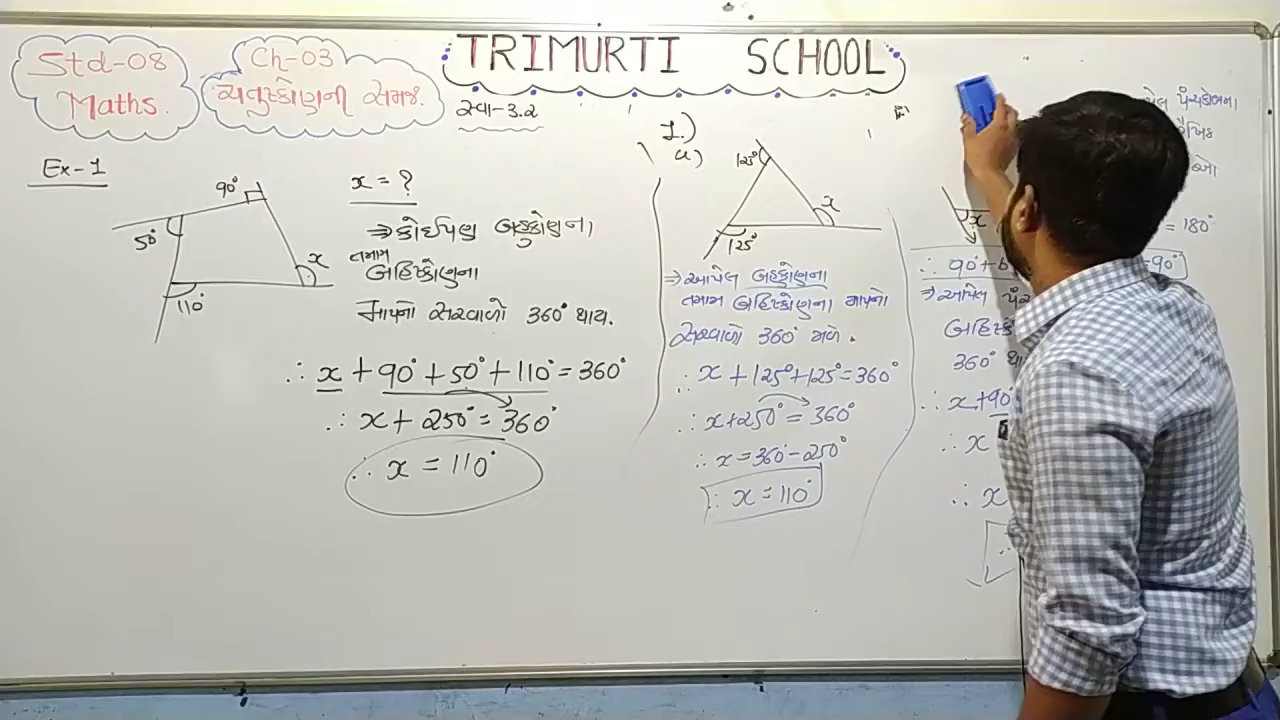 TRIMURTI SCHOOL
Std-08
Maths.
Ch-03
ચતુષ્કોણની સમજ.
સ્વા-3.2
Ex-1
90°
50°
110°
x
x = ?
⇒ કોઈપણ બહુકોણના
તમામ
બહિષ્કોણના
માપનો સરવાળો 360° થાય.
∴ x + 90° + 50° + 110° = 360°
∴ x + 250° = 360°
∴ x = 110°
1.)
a)
125°
x
125°
⇒ આપેલ બહુકોણના
તમામ બહિષ્કોણના માપનો
સરવાળો 360° મળે.
∴ x + 125° + 125° = 360°
∴ x + 250° = 360°
∴ x = 360° - 250°
∴ x = 110°
પંચકોણના
x
= 180°
∴ 90° +
90°
⇒ આપેલ
360°
∴ x + 90°
∴ x
∴ x
∴